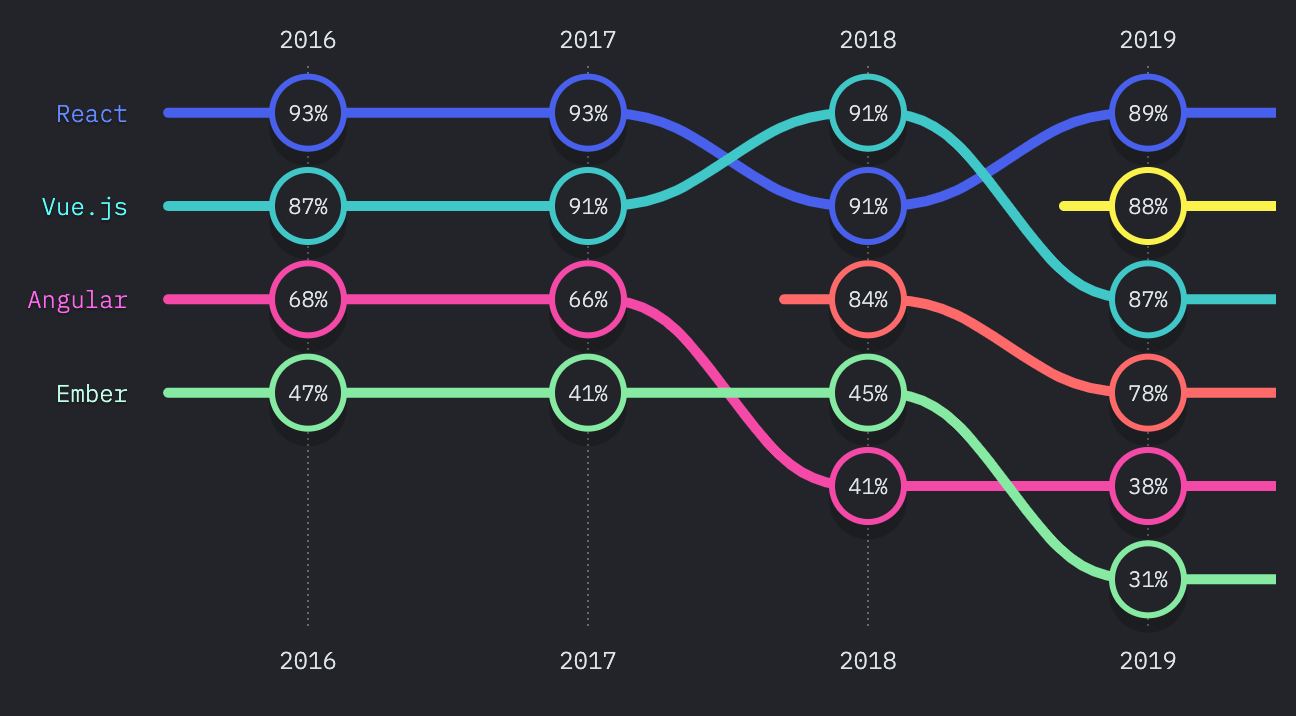 2016 2017 2018 2019
React 93% 93% 91% 89%
Vue.js 87% 91% 91% 88%
Angular 68% 66% 84% 87%
Ember 47% 41% 45% 78%
41% 38%
31%
2016 2017 2018 2019